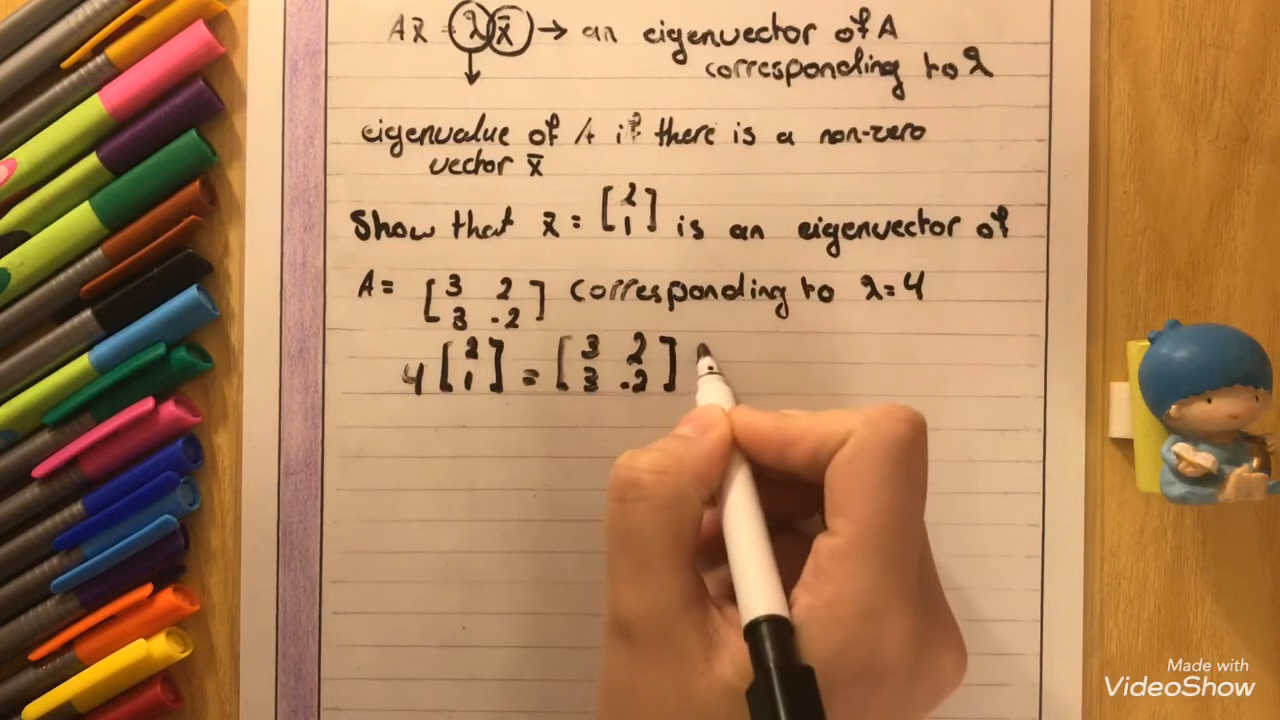 Ax̄ = λx̄ → an eigenvector of A
corresponding to λ
eigenvalue of A if there is a non-zero
vector x̄
Show that x̄ = [2 1] is an eigenvector of
A = [3 2 3 -2] corresponding to λ=4
4 [2 1] = [3 2 3 -2]
Made with
VideoShow